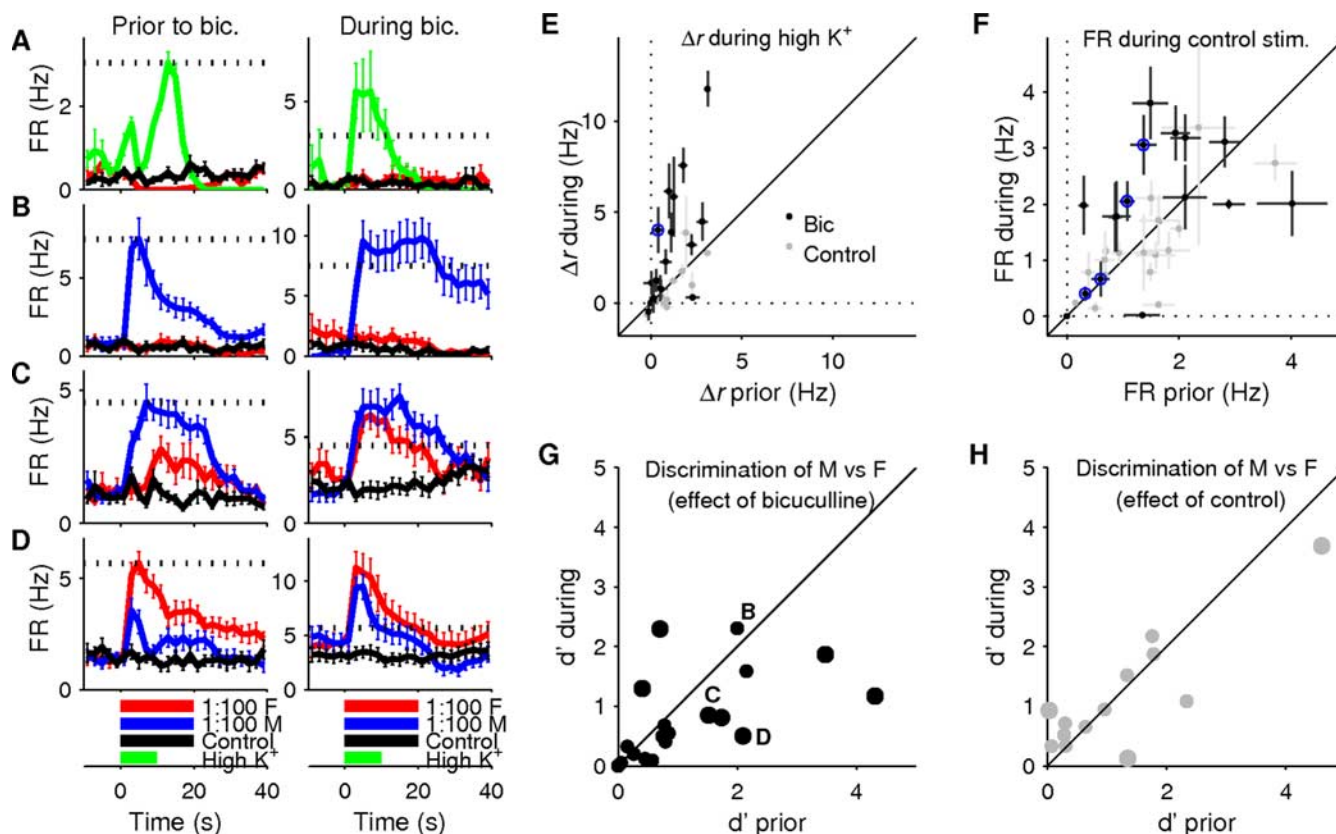 Prior to bic.
During bic.
A
FR (Hz)
2
0
5
0
B
FR (Hz)
5
0
10
5
0
C
FR (Hz)
5
0
5
0
D
FR (Hz)
5
0
10
5
0
1:100 F
1:100 M
Control
High K⁺
0 20 40
Time (s)
0 20 40
Time (s)
E
Δr during high K⁺
Δr during (Hz)
10
5
0
Bic
Control
0 5 10
Δr prior (Hz)
F
FR during control stim.
FR during (Hz)
4
3
2
1
0
0 2 4
FR prior (Hz)
G
Discrimination of M vs F
(effect of bicuculline)
d' during
5
4
3
2
1
0
B
C
D
0 2 4
d' prior
H
Discrimination of M vs F
(effect of control)
d' during
5
4
3
2
1
0
0 2 4
d' prior